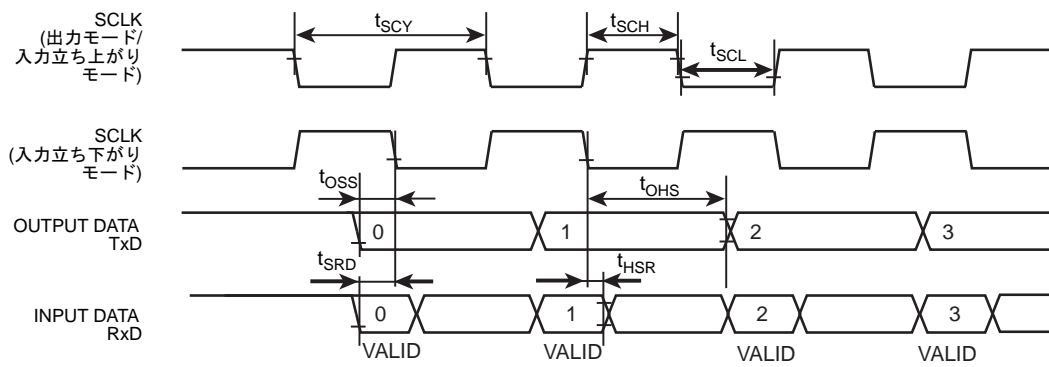 SCLK
(出力モード/
入力立ち上がり
モード)
tSCY
tSCH
tSCL
SCLK
(入力立ち下がり
モード)
tOSS
tOHS
OUTPUT DATA
TxD
0
1
2
3
tSRD
tHSR
INPUT DATA
RxD
0
1
2
3
VALID
VALID
VALID
VALID